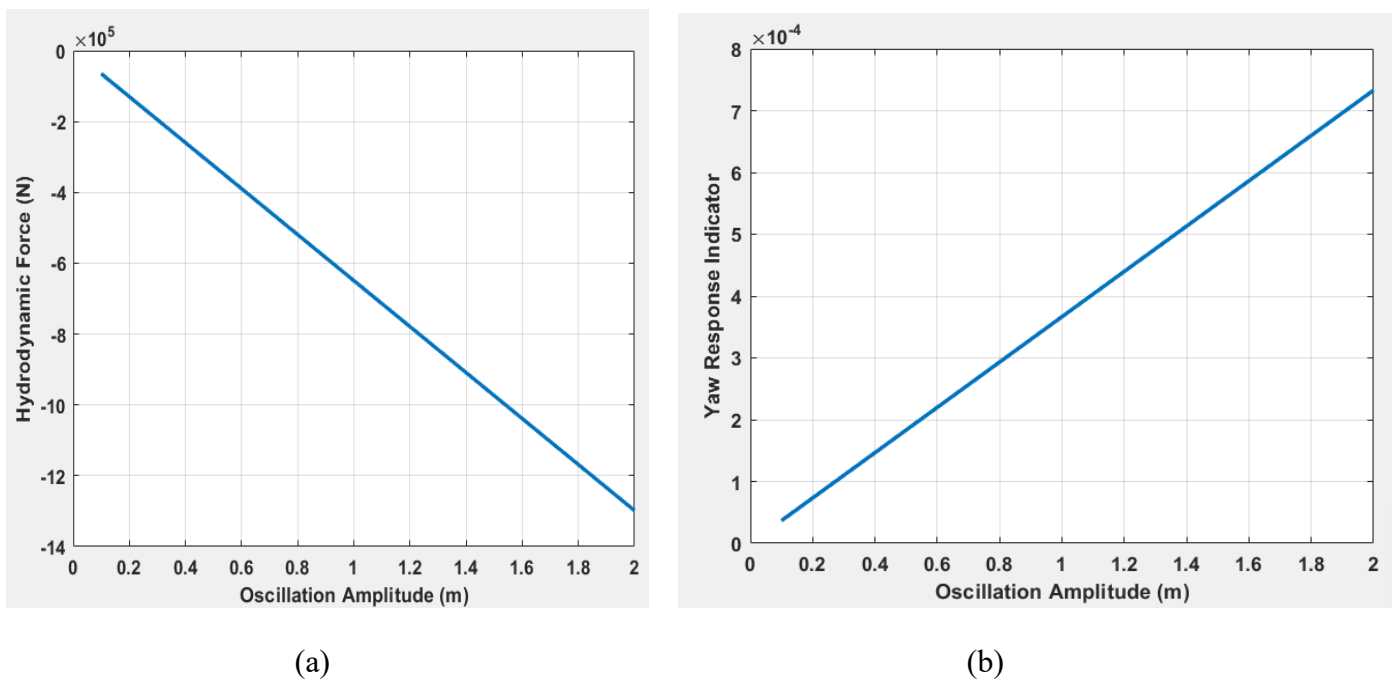 ×10⁵
0
-2
-4
-6
-8
-10
-12
-14
Hydrodynamic Force (N)
0 0.2 0.4 0.6 0.8 1 1.2 1.4 1.6 1.8 2
Oscillation Amplitude (m)
(a)
×10⁻⁴
8
7
6
5
4
3
2
1
0
Yaw Response Indicator
0 0.2 0.4 0.6 0.8 1 1.2 1.4 1.6 1.8 2
Oscillation Amplitude (m)
(b)